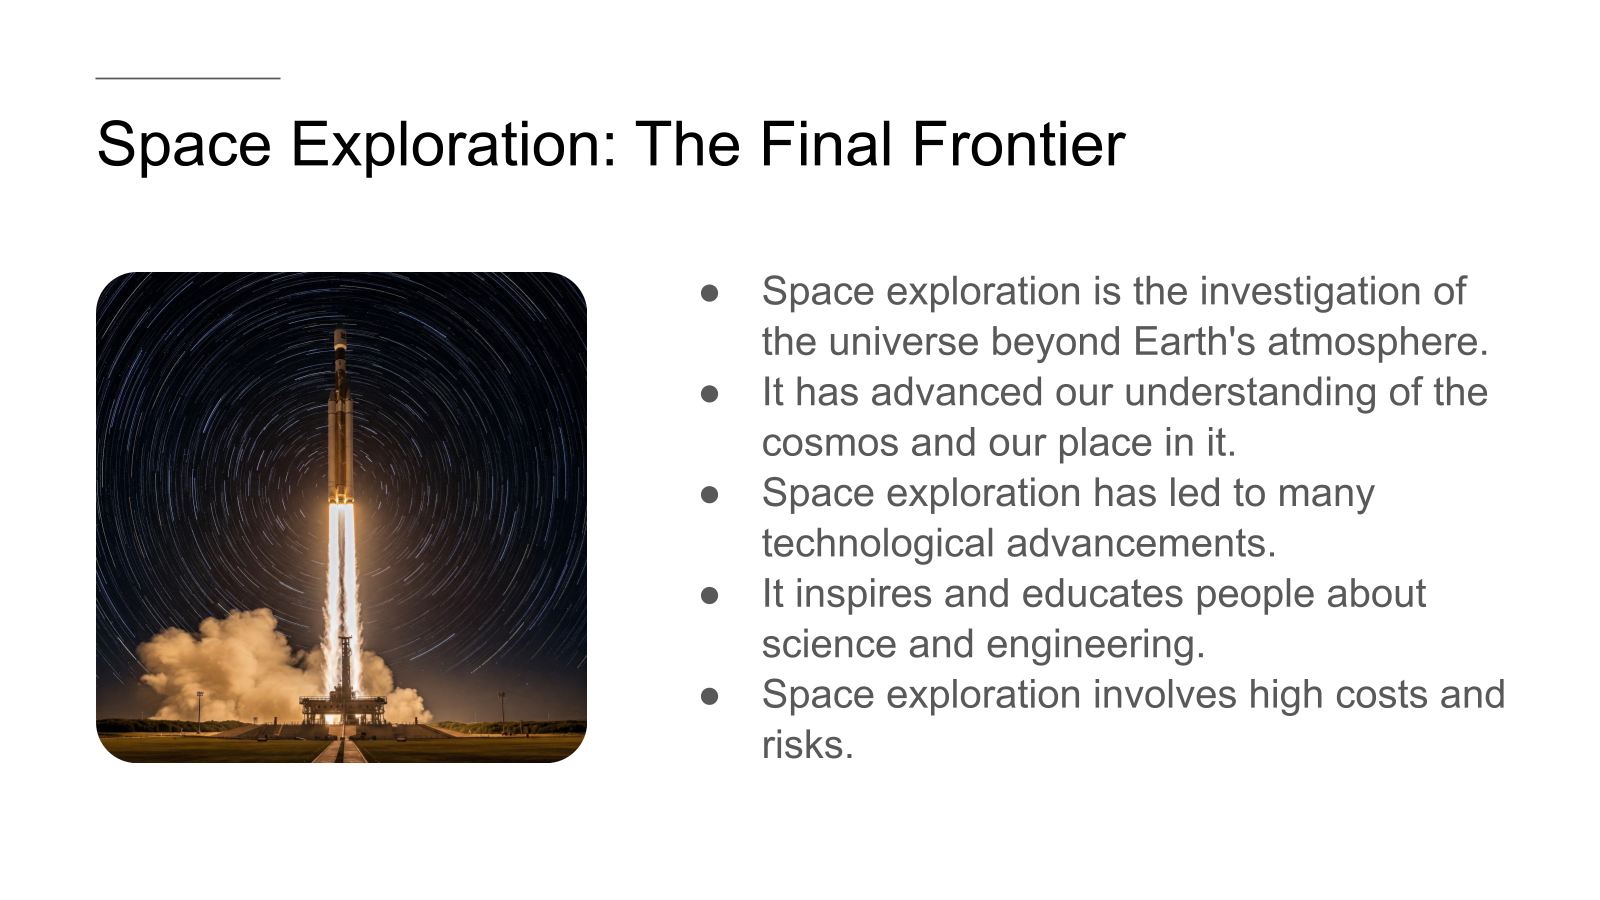 Space Exploration: The Final Frontier
● Space exploration is the investigation of
the universe beyond Earth's atmosphere.
● It has advanced our understanding of the
cosmos and our place in it.
● Space exploration has led to many
technological advancements.
● It inspires and educates people about
science and engineering.
● Space exploration involves high costs and
risks.